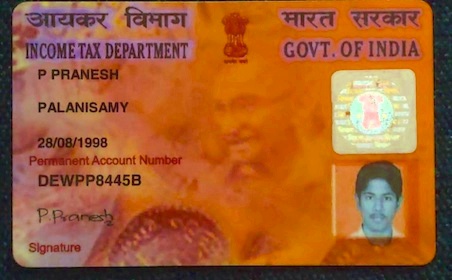 आयकर विभाग भारत सरकार
INCOME TAX DEPARTMENT GOVT. OF INDIA
P PRANESH
PALANISAMY
28/08/1998
Permanent Account Number
DEWPP8445B
P.Pranesh
Signature